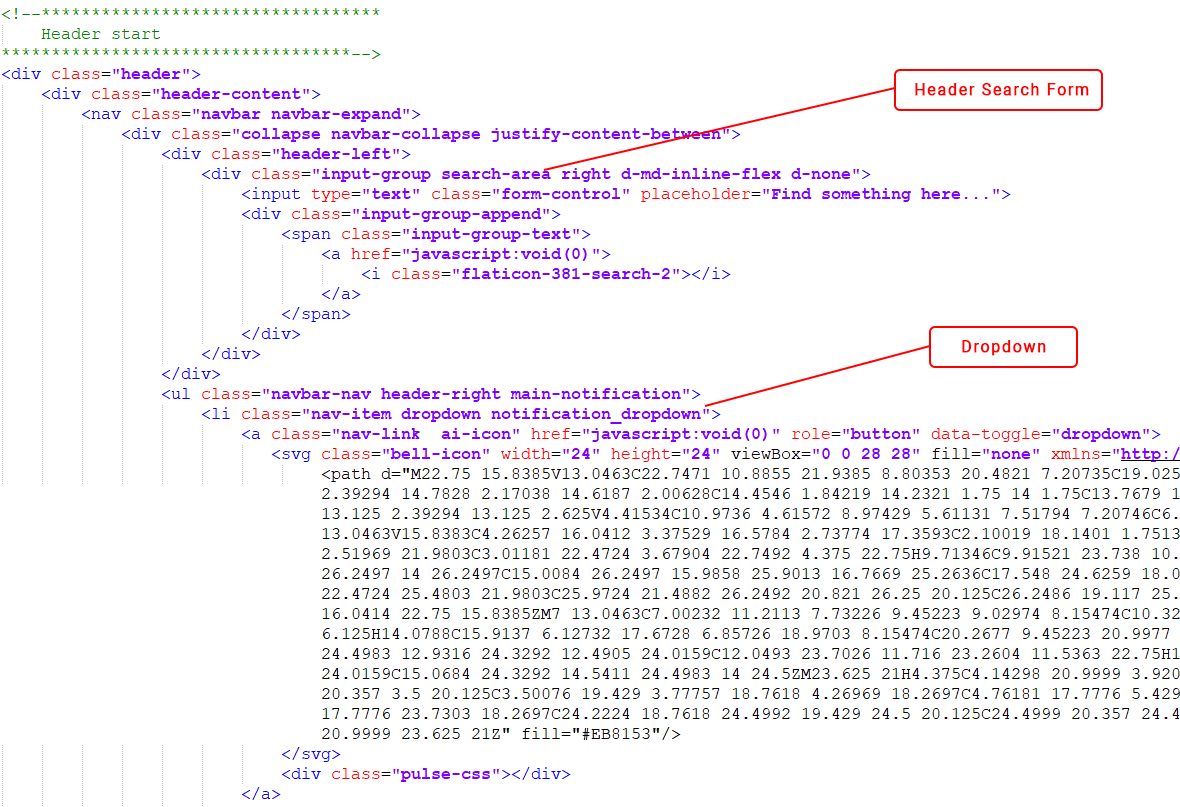 <!--**********************************
    Header start
***********************************-->
<div class="header">
    <div class="header-content">
        <nav class="navbar navbar-expand">
            <div class="collapse navbar-collapse justify-content-between">
                <div class="header-left">
                    <div class="input-group search-area right d-md-inline-flex d-none">
                        <input type="text" class="form-control" placeholder="Find something here...">
                        <div class="input-group-append">
                            <span class="input-group-text">
                                <a href="javascript:void(0)">
                                    <i class="flaticon-381-search-2"></i>
                                </a>
                            </span>
                        </div>
                    </div>
                </div>
                <ul class="navbar-nav header-right main-notification">
                    <li class="nav-item dropdown notification_dropdown">
                        <a class="nav-link  ai-icon" href="javascript:void(0)" role="button" data-toggle="dropdown">
                           <svg class="bell-icon" width="24" height="24" viewBox="0 0 28 28" fill="none" xmlns="http:/
                                <path d="M22.75 15.8385V13.0463C22.7471 10.8855 21.9385 8.80353 20.4821 7.20735C19.025
                                2.39294 14.7828 2.17038 14.6187 2.00628C14.4546 1.84219 14.2321 1.75 14 1.75C13.7679 1
                                13.125 2.39294 13.125 2.625V4.41534C10.9736 4.61572 8.97429 5.61131 7.51794 7.20746C6.
                                13.0463V15.8383C4.26257 16.0412 3.37529 16.5784 2.73774 17.3593C2.10019 18.1401 1.7513
                                2.51969 21.9803C3.01181 22.4724 3.67904 22.7492 4.375 22.75H9.71346C9.91521 23.738 10.
                                26.2497 14 26.2497C15.0084 26.2497 15.9858 25.9013 16.7669 25.2636C17.548 24.6259 18.0
                                22.4724 25.4803 21.9803C25.9724 21.4882 26.2492 20.821 26.25 20.125C26.2486 19.117 25.
                                16.0414 22.75 15.8385ZM7 13.0463C7.00232 11.2113 7.73226 9.45223 9.02974 8.15474C10.32
                                6.125H14.0788C15.9137 6.12732 17.6728 6.85726 18.9703 8.15474C20.2677 9.45223 20.9977
                                24.4983 12.9316 24.3292 12.4905 24.0159C12.0493 23.7026 11.716 23.2604 11.5363 22.75H1
                                24.0159C15.0684 24.3292 14.5411 24.4983 14 24.5ZM23.625 21H4.375C4.14298 20.9999 3.920
                                20.357 3.5 20.125C3.50076 19.429 3.77757 18.7618 4.26969 18.2697C4.76181 17.7776 5.429
                                17.7776 23.7303 18.2697C24.2224 18.7618 24.4992 19.429 24.5 20.125C24.4999 20.357 24.4
                                20.9999 23.625 21Z" fill="#EB8153"/>
                            </svg>
                            <div class="pulse-css"></div>
                        </a>
Header Search Form
Dropdown